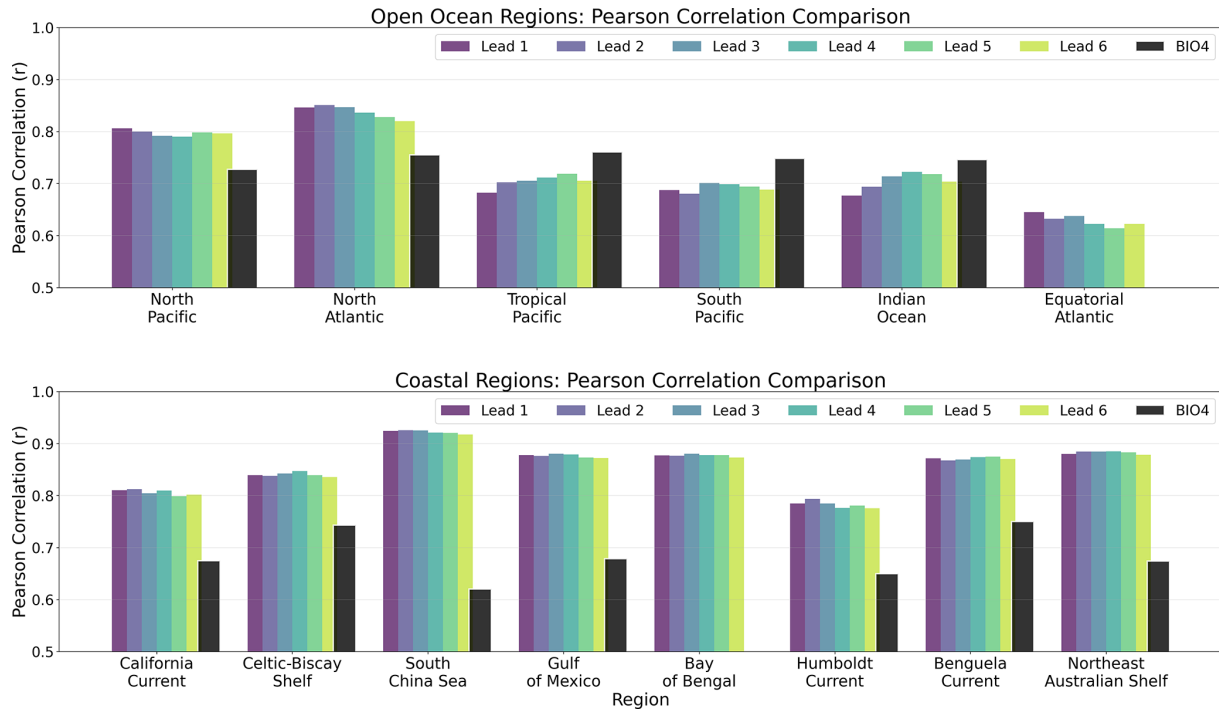 Open Ocean Regions: Pearson Correlation Comparison
Pearson Correlation (r)
1.0
0.9
0.8
0.7
0.6
0.5
Lead 1 Lead 2 Lead 3 Lead 4 Lead 5 Lead 6 BIO4
North
Pacific
North
Atlantic
Tropical
Pacific
South
Pacific
Indian
Ocean
Equatorial
Atlantic
Coastal Regions: Pearson Correlation Comparison
Pearson Correlation (r)
1.0
0.9
0.8
0.7
0.6
0.5
Lead 1 Lead 2 Lead 3 Lead 4 Lead 5 Lead 6 BIO4
California
Current
Celtic-Biscay
Shelf
South
China Sea
Gulf
of Mexico
Bay
of Bengal
Humboldt
Current
Benguela
Current
Northeast
Australian Shelf
Region